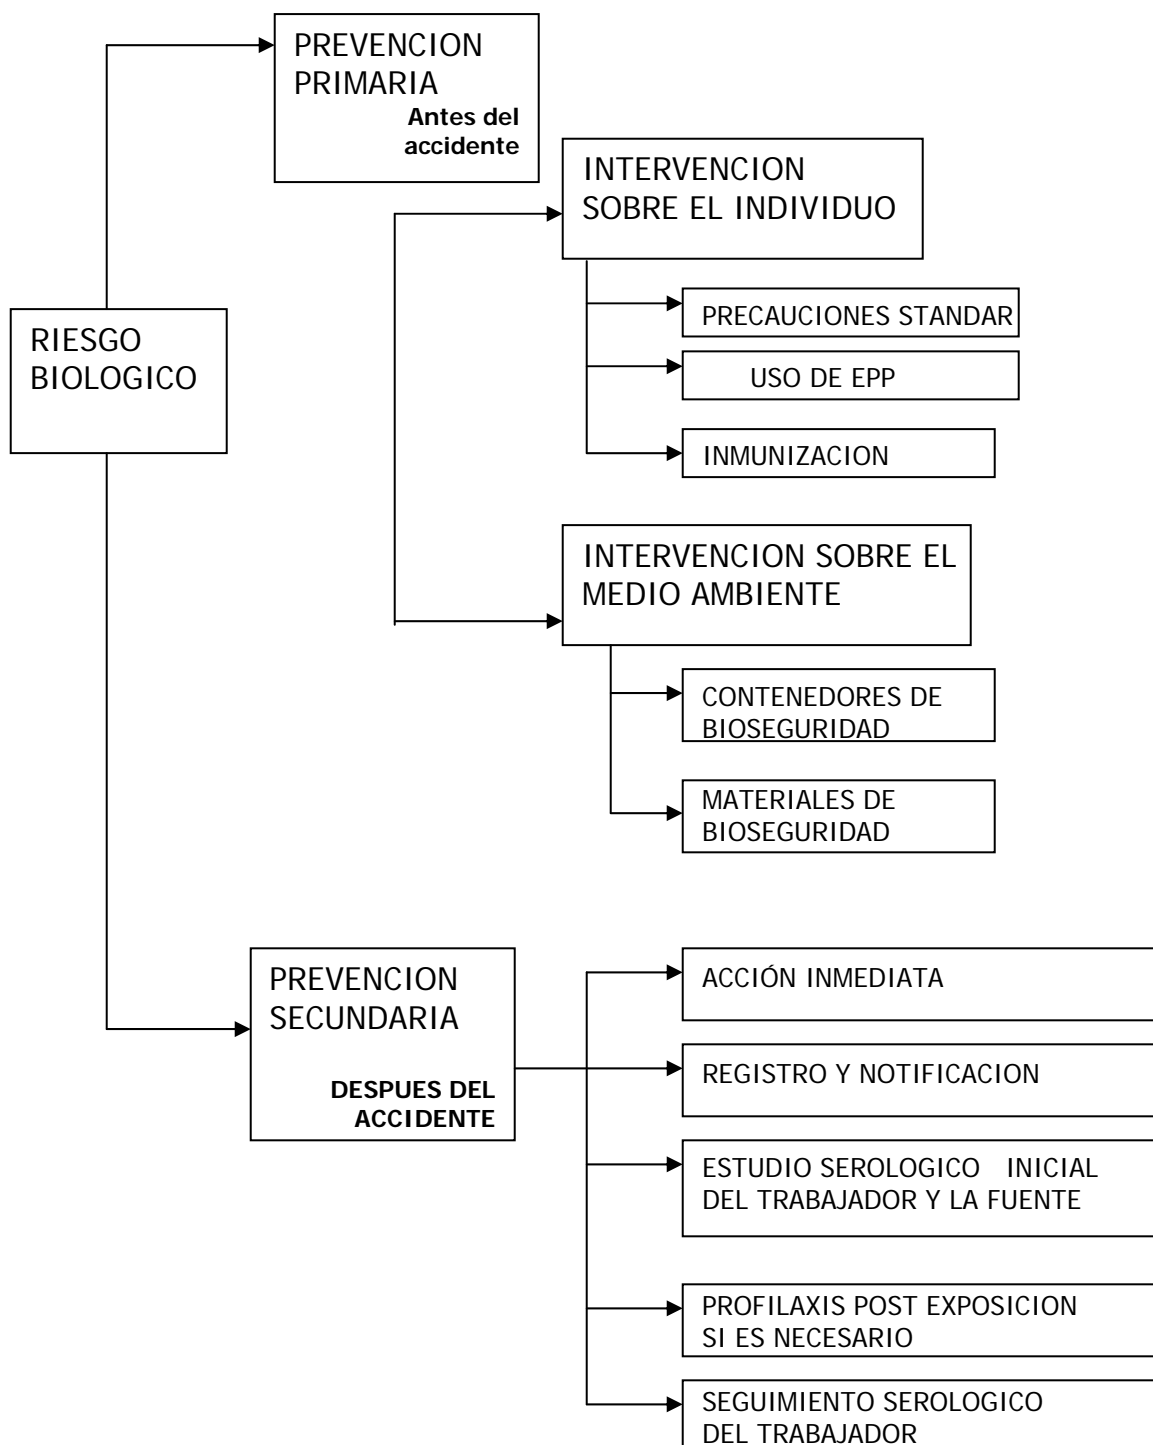 PREVENCION
PRIMARIA
Antes del
accidente
INTERVENCION
SOBRE EL INDIVIDUO
PRECAUCIONES STANDAR
USO DE EPP
INMUNIZACION
RIESGO
BIOLOGICO
INTERVENCION SOBRE EL
MEDIO AMBIENTE
CONTENEDORES DE
BIOSEGURIDAD
MATERIALES DE
BIOSEGURIDAD
PREVENCION
SECUNDARIA
DESPUES DEL
ACCIDENTE
ACCIÓN INMEDIATA
REGISTRO Y NOTIFICACION
ESTUDIO SEROLOGICO INICIAL
DEL TRABAJADOR Y LA FUENTE
PROFILAXIS POST EXPOSICION
SI ES NECESARIO
SEGUIMIENTO SEROLOGICO
DEL TRABAJADOR